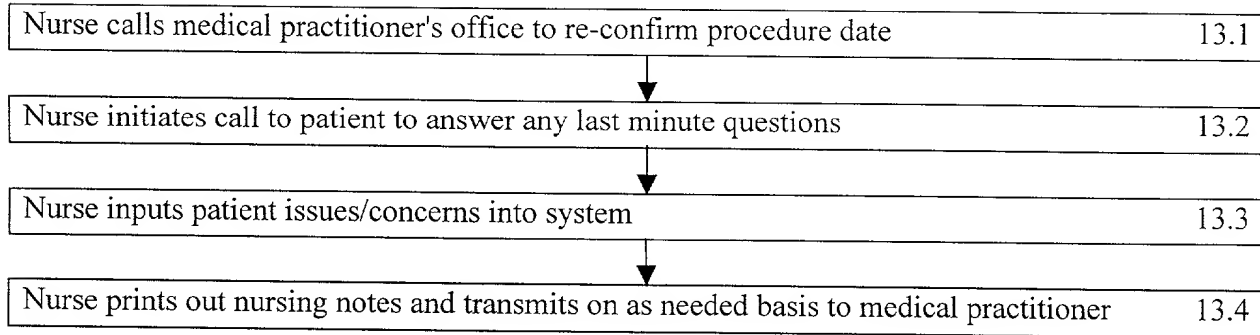 Nurse calls medical practitioner's office to re-confirm procedure date 13.1
Nurse initiates call to patient to answer any last minute questions 13.2
Nurse inputs patient issues/concerns into system 13.3
Nurse prints out nursing notes and transmits on as needed basis to medical practitioner 13.4